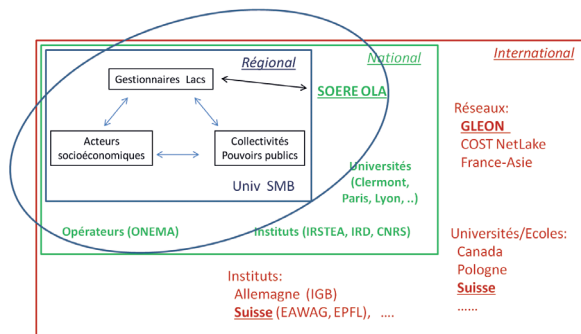 Régional
National
International
Gestionnaires Lacs
SOERE OLA
Acteurs
socioéconomiques
Collectivités
Pouvoirs publics
Univ SMB
Universités
(Clermont,
Paris, Lyon, ..)
Opérateurs (ONEMA)
Instituts (IRSTEA, IRD, CNRS)
Réseaux:
GLEON
COST NetLake
France-Asie
Universités/Ecoles:
Canada
Pologne
Suisse
......
Instituts:
Allemagne (IGB)
Suisse (EAWAG, EPFL), ....